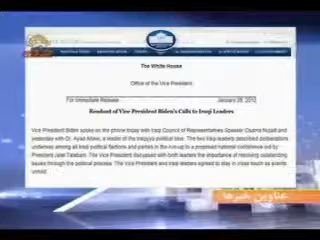 The White House
Office of the Vice President
For Immediate Release January 28, 2012
Readout of Vice President Biden's Calls to Iraqi Leaders
Vice President Biden spoke on the phone today with Iraqi Council of Representatives Speaker Osama Nujaifi and
yesterday with Dr. Ayad Allawi, a leader of the Iraqiya political bloc. The two Iraqi leaders described deliberations
underway among all Iraqi political factions and parties in the run-up to a proposed national conference led by
President Jalal Talabani. The Vice President discussed with both leaders the importance of resolving outstanding
issues through the political process. The Vice President and Iraqi leaders agreed to stay in close touch as events
unfold.
عناوین خبرها